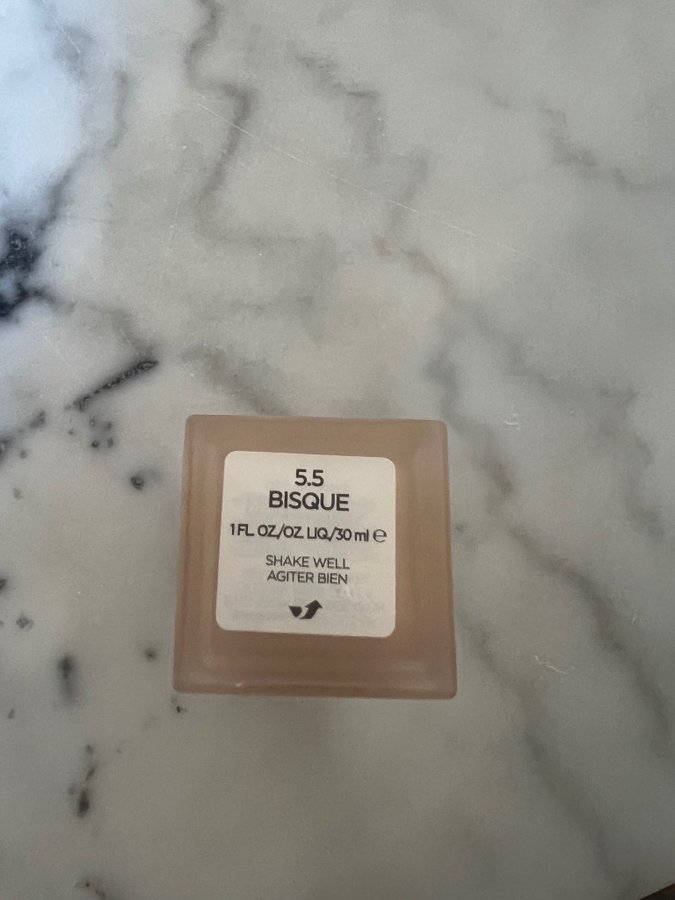 5.5
BISQUE
1 FL. OZ./OZ. LIQ./30 ml e
SHAKE WELL
AGITER BIEN